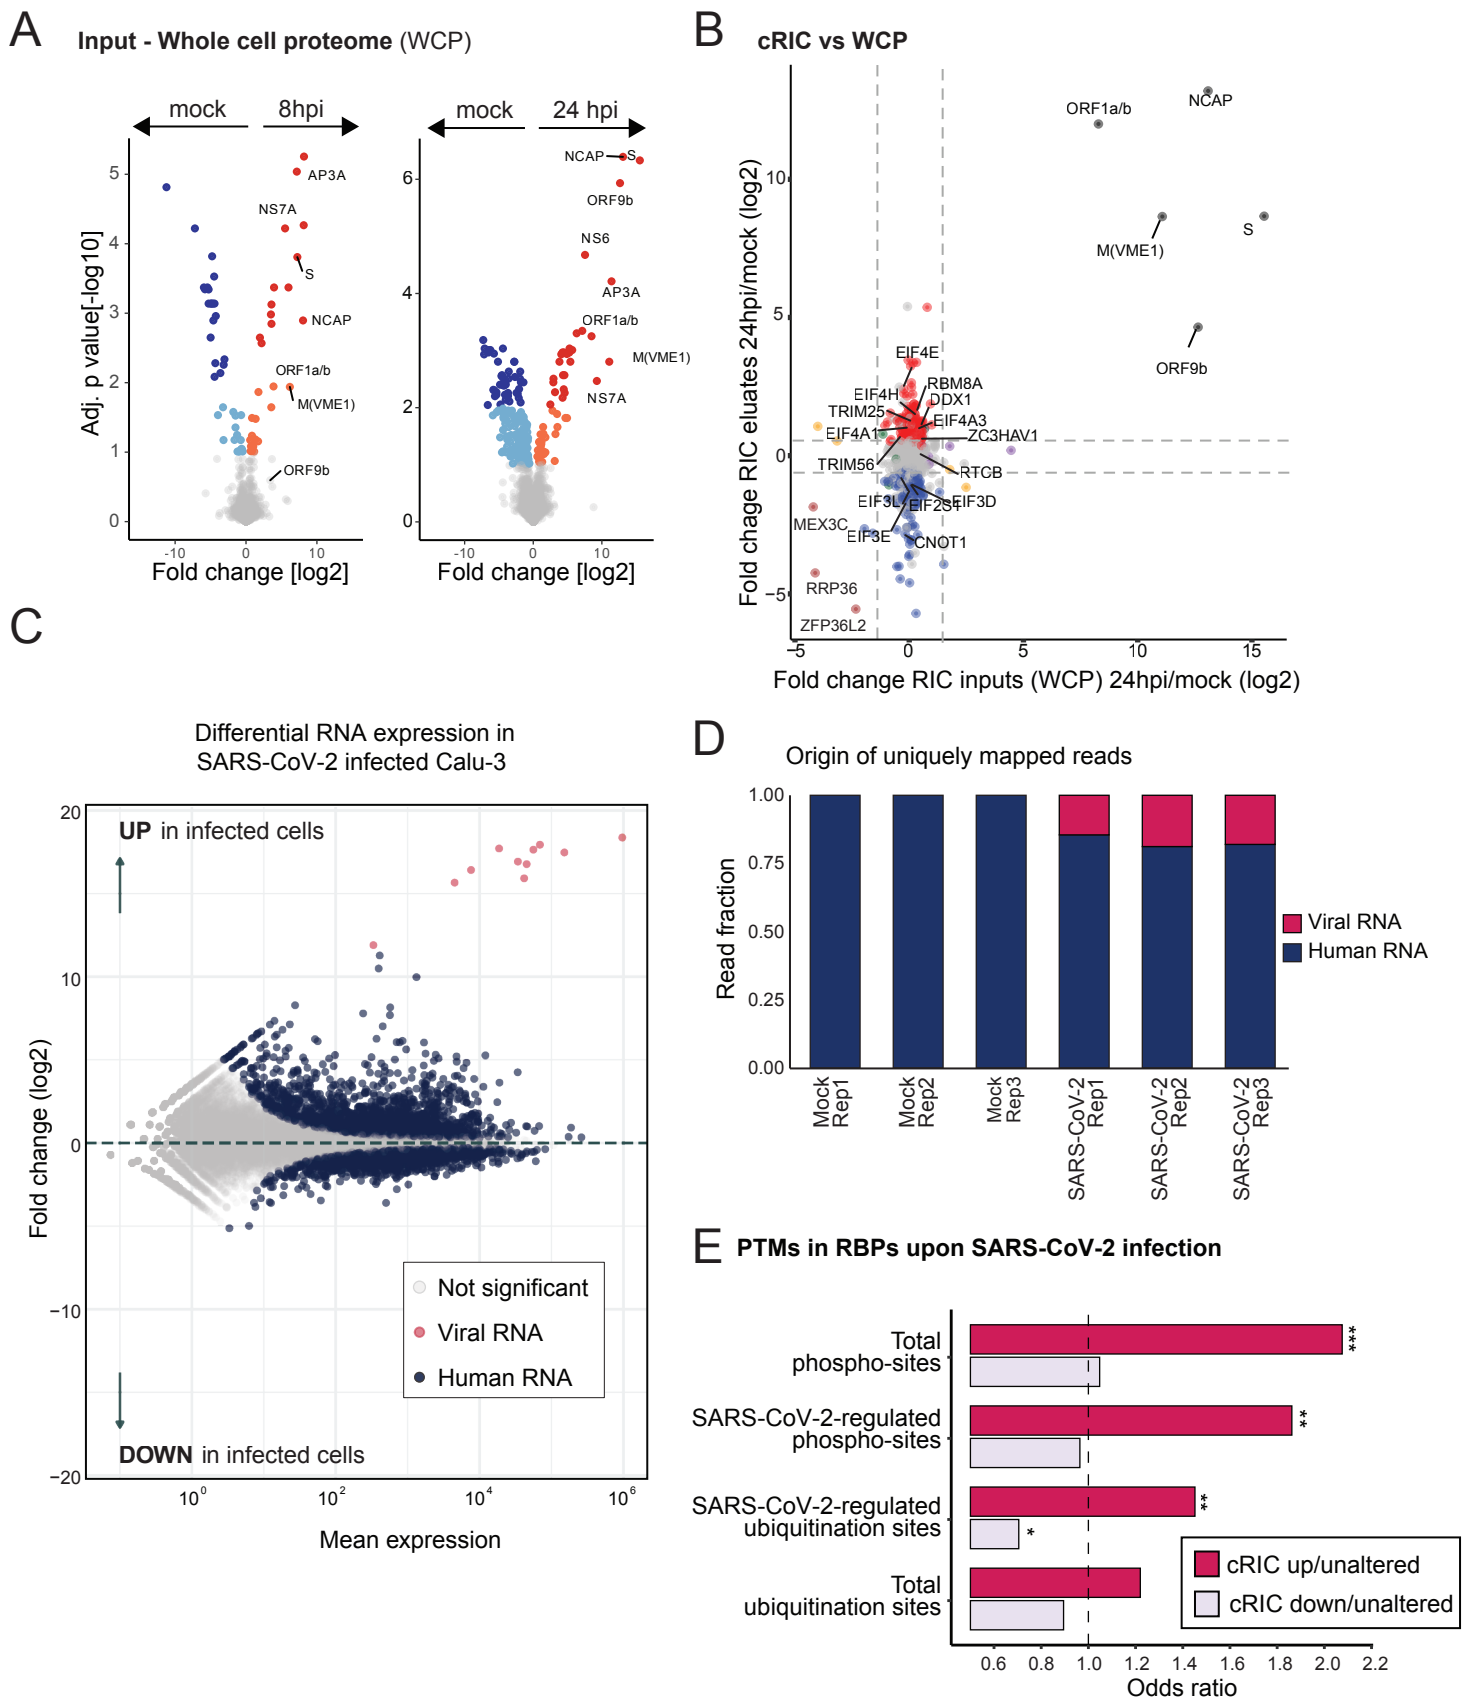 A
Input - Whole cell proteome (WCP)
mock
8hpi
mock
24 hpi
Adj. p value[-log10]
5
4
3
2
1
0
-10
0
10
Fold change [log2]
AP3A
NS7A
S
NCAP
ORF1a/b
M(VME1)
ORF9b
6
4
2
0
-10
0
10
Fold change [log2]
NCAP
S
ORF9b
NS6
AP3A
ORF1a/b
M(VME1)
NS7A
B
cRIC vs WCP
Fold chage RIC eluates 24hpi/mock (log2)
10
5
0
−5
−5
0
5
10
15
Fold change RIC inputs (WCP) 24hpi/mock (log2)
ORF1a/b
NCAP
M(VME1)
S
ORF9b
EIF4E
RBM8A
EIF4H
DDX1
TRIM25
EIF4A3
EIF4A1
ZC3HAV1
TRIM56
RTCB
EIF3L
EIF2S1
EIF3D
MEX3C
EIF3E
CNOT1
RRP36
ZFP36L2
C
Differential RNA expression in
SARS-CoV-2 infected Calu-3
UP in infected cells
Fold change (log2)
20
10
0
−10
−20
Not significant
Viral RNA
Human RNA
DOWN in infected cells
10⁰
10²
10⁴
10⁶
Mean expression
D
Origin of uniquely mapped reads
Read fraction
1.00
0.75
0.50
0.25
0.00
Viral RNA
Human RNA
Mock
Rep1
Mock
Rep2
Mock
Rep3
SARS-CoV-2
Rep1
SARS-CoV-2
Rep2
SARS-CoV-2
Rep3
E
PTMs in RBPs upon SARS-CoV-2 infection
Total
phospho-sites
***
SARS-CoV-2-regulated
phospho-sites
**
SARS-CoV-2-regulated
ubiquitination sites
**
*
Total
ubiquitination sites
cRIC up/unaltered
cRIC down/unaltered
0.6
0.8
1.0
1.2
1.4
1.6
1.8
2.0
2.2
Odds ratio